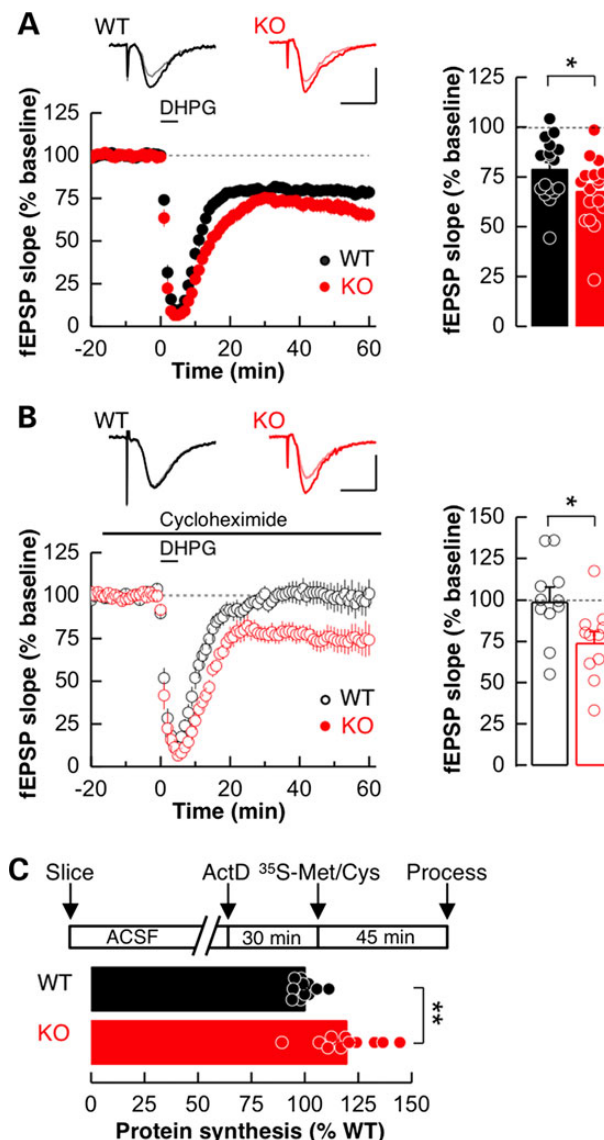 A
WT
KO
DHPG
fEPSP slope (% baseline)
125
100
75
50
25
0
WT
KO
-20
0
20
40
60
Time (min)
*
fEPSP slope (% baseline)
125
100
75
50
25
0
B
WT
KO
Cycloheximide
DHPG
fEPSP slope (% baseline)
125
100
75
50
25
0
WT
KO
-20
0
20
40
60
Time (min)
*
fEPSP slope (% baseline)
150
125
100
75
50
25
0
C
Slice
ActD
35S-Met/Cys
Process
ACSF
30 min
45 min
WT
KO
**
0
25
50
75
100
125
150
Protein synthesis (% WT)